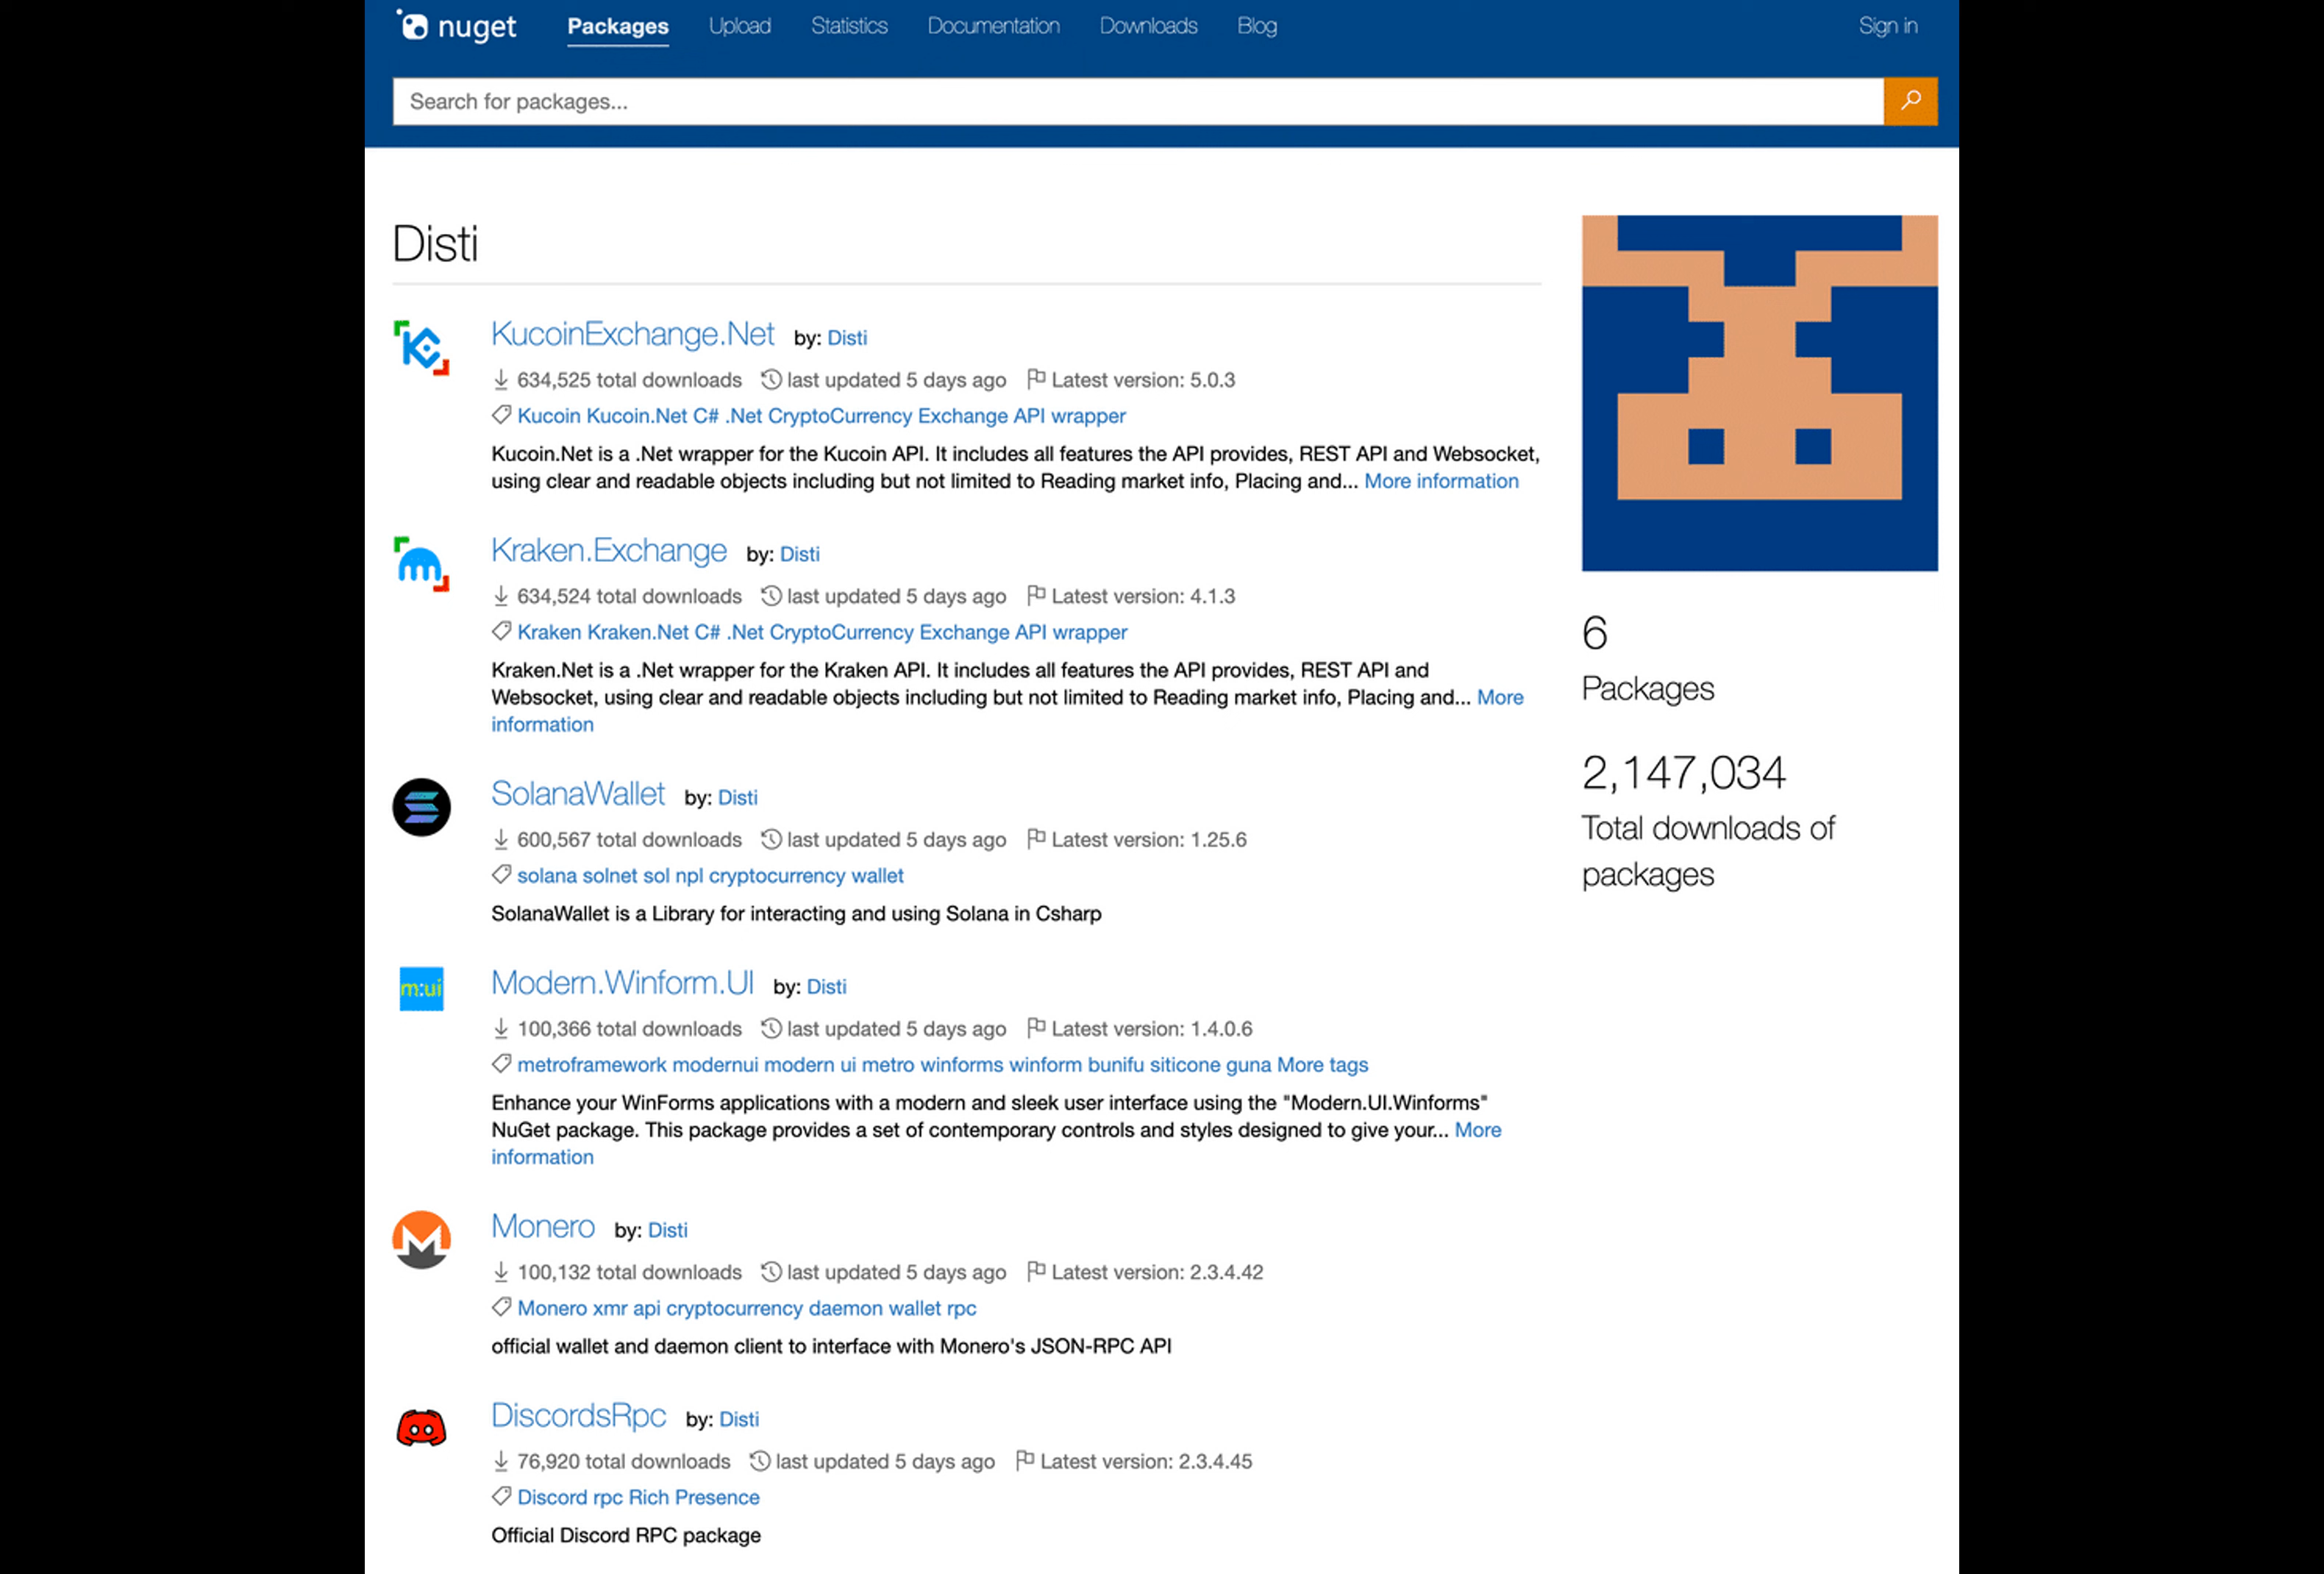 nuget Packages Upload Statistics Documentation Downloads Blog Sign in
Search for packages...
Disti
KucoinExchange.Net by: Disti
634,525 total downloads last updated 5 days ago Latest version: 5.0.3
Kucoin Kucoin.Net C# .Net CryptoCurrency Exchange API wrapper
Kucoin.Net is a .Net wrapper for the Kucoin API. It includes all features the API provides, REST API and Websocket,
using clear and readable objects including but not limited to Reading market info, Placing and... More information
Kraken.Exchange by: Disti
634,524 total downloads last updated 5 days ago Latest version: 4.1.3
Kraken Kraken.Net C# .Net CryptoCurrency Exchange API wrapper
Kraken.Net is a .Net wrapper for the Kraken API. It includes all features the API provides, REST API and
Websocket, using clear and readable objects including but not limited to Reading market info, Placing and... More
information
SolanaWallet by: Disti
600,567 total downloads last updated 5 days ago Latest version: 1.25.6
solana solnet sol npl cryptocurrency wallet
SolanaWallet is a Library for interacting and using Solana in Csharp
m:ui
Modern.Winform.UI by: Disti
100,366 total downloads last updated 5 days ago Latest version: 1.4.0.6
metroframework modernui modern ui metro winforms winform bunifu siticone guna More tags
Enhance your WinForms applications with a modern and sleek user interface using the "Modern.UI.Winforms"
NuGet package. This package provides a set of contemporary controls and styles designed to give your... More
information
Monero by: Disti
100,132 total downloads last updated 5 days ago Latest version: 2.3.4.42
Monero xmr api cryptocurrency daemon wallet rpc
official wallet and daemon client to interface with Monero's JSON-RPC API
DiscordsRpc by: Disti
76,920 total downloads last updated 5 days ago Latest version: 2.3.4.45
Discord rpc Rich Presence
Official Discord RPC package
6
Packages
2,147,034
Total downloads of
packages